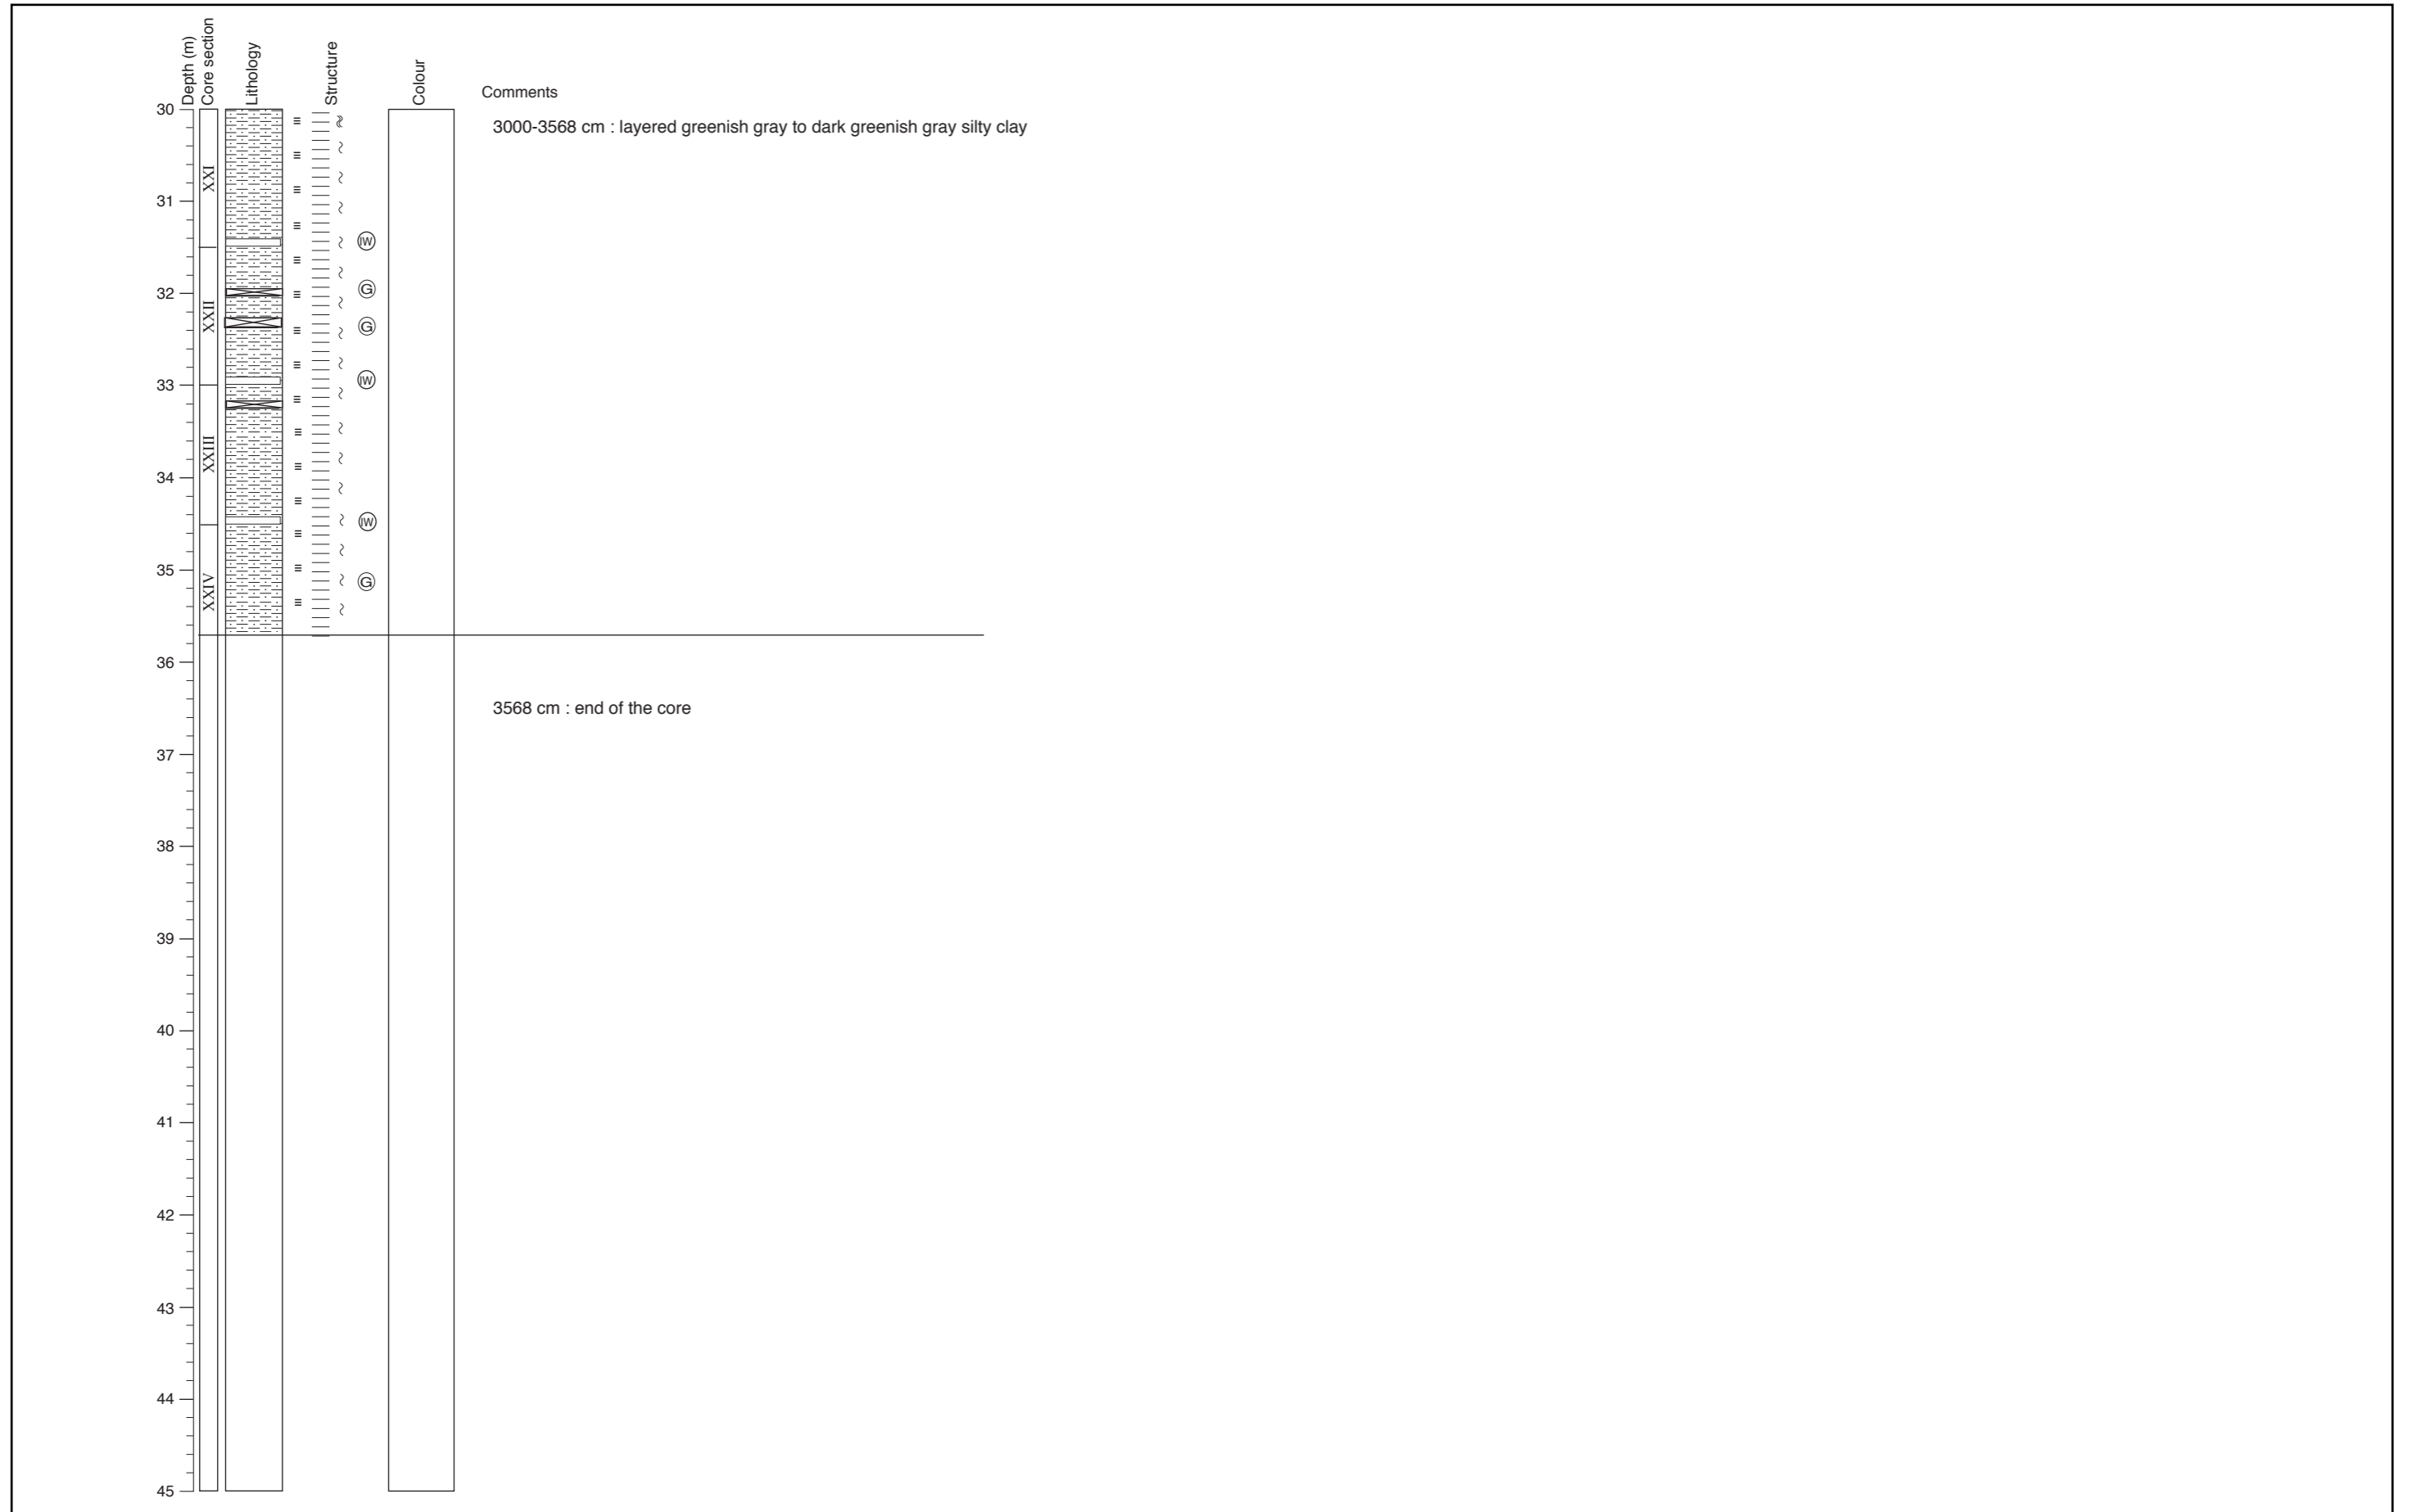 Depth (m)
Core section
Lithology
Structure
Colour
Comments
30
3000-3568 cm : layered greenish gray to dark greenish gray silty clay
XXI
31
IW
G
32
XXII
G
IW
33
XXIII
34
IW
35
G
XXIV
36
3568 cm : end of the core
37
38
39
40
41
42
43
44
45